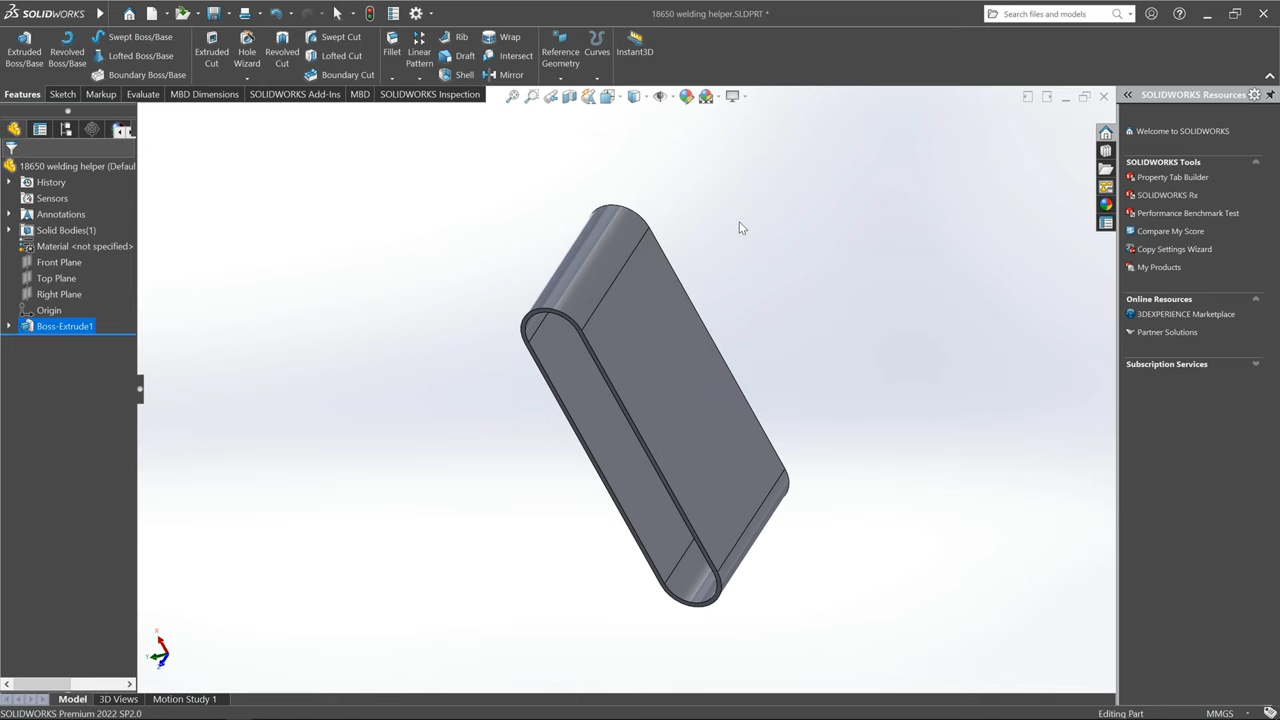 SOLIDWORKS
18650 welding helper.SLDPRT *
Search files and models
Extruded Boss/Base
Revolved Boss/Base
Swept Boss/Base
Lofted Boss/Base
Boundary Boss/Base
Extruded Cut
Hole Wizard
Revolved Cut
Swept Cut
Lofted Cut
Boundary Cut
Fillet
Linear Pattern
Rib
Draft
Shell
Wrap
Intersect
Mirror
Reference Geometry
Curves
Instant3D
Features
Sketch
Markup
Evaluate
MBD Dimensions
SOLIDWORKS Add-Ins
MBD
SOLIDWORKS Inspection
18650 welding helper (Defaul
History
Sensors
Annotations
Solid Bodies(1)
Material <not specified>
Front Plane
Top Plane
Right Plane
Origin
Boss-Extrude1
SOLIDWORKS Resources
Welcome to SOLIDWORKS
SOLIDWORKS Tools
Property Tab Builder
SOLIDWORKS Rx
Performance Benchmark Test
Compare My Score
Copy Settings Wizard
My Products
Online Resources
3DEXPERIENCE Marketplace
Partner Solutions
Subscription Services
X
Y
Z
Model
3D Views
Motion Study 1
SOLIDWORKS Premium 2022 SP2.0
Editing Part
MMGS